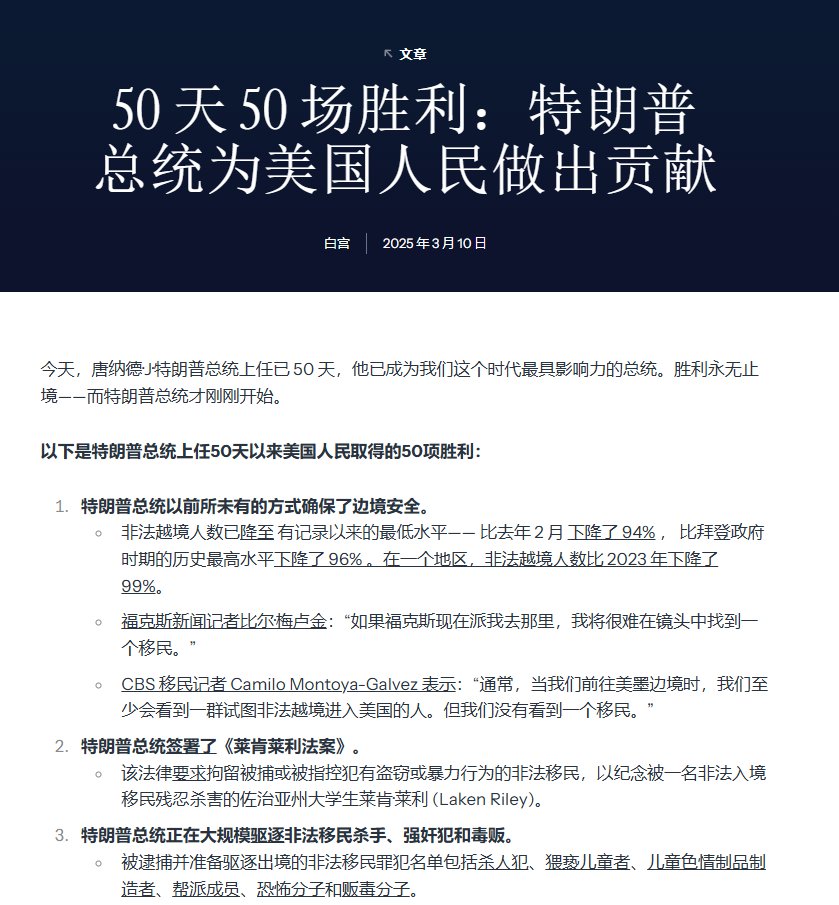 文章
50 天 50 场胜利：特朗普
总统为美国人民做出贡献
白宫
2025 年 3 月 10 日
今天，唐纳德·J·特朗普总统上任已 50 天，他已成为我们这个时代最具影响力的总统。胜利永无止
境——而特朗普总统才刚刚开始。
以下是特朗普总统上任50天以来美国人民取得的50项胜利：
1. 特朗普总统以前所未有的方式确保了边境安全。
非法越境人数已降至 有记录以来的最低水平—— 比去年 2 月 下降了 94% ， 比拜登政府
时期的历史最高水平下降了 96% 。在一个地区，非法越境人数比 2023 年下降了
99%。
福克斯新闻记者比尔·梅卢金：“如果福克斯现在派我去那里，我将很难在镜头中找到一
个移民。”
CBS 移民记者 Camilo Montoya-Galvez 表示：“通常，当我们前往美墨边境时，我们至
少会看到一群试图非法越境进入美国的人。但我们没有看到一个移民。”
2. 特朗普总统签署了《莱肯莱利法案》。
该法律要求拘留被捕或被指控犯有盗窃或暴力行为的非法移民，以纪念被一名非法入境
移民残忍杀害的佐治亚州大学生莱肯·莱利 (Laken Riley)。
3. 特朗普总统正在大规模驱逐非法移民杀手、强奸犯和毒贩。
被逮捕并准备驱逐出境的非法移民罪犯名单包括杀人犯、猥亵儿童者、儿童色情制品制
造者、帮派成员、恐怖分子和贩毒分子。